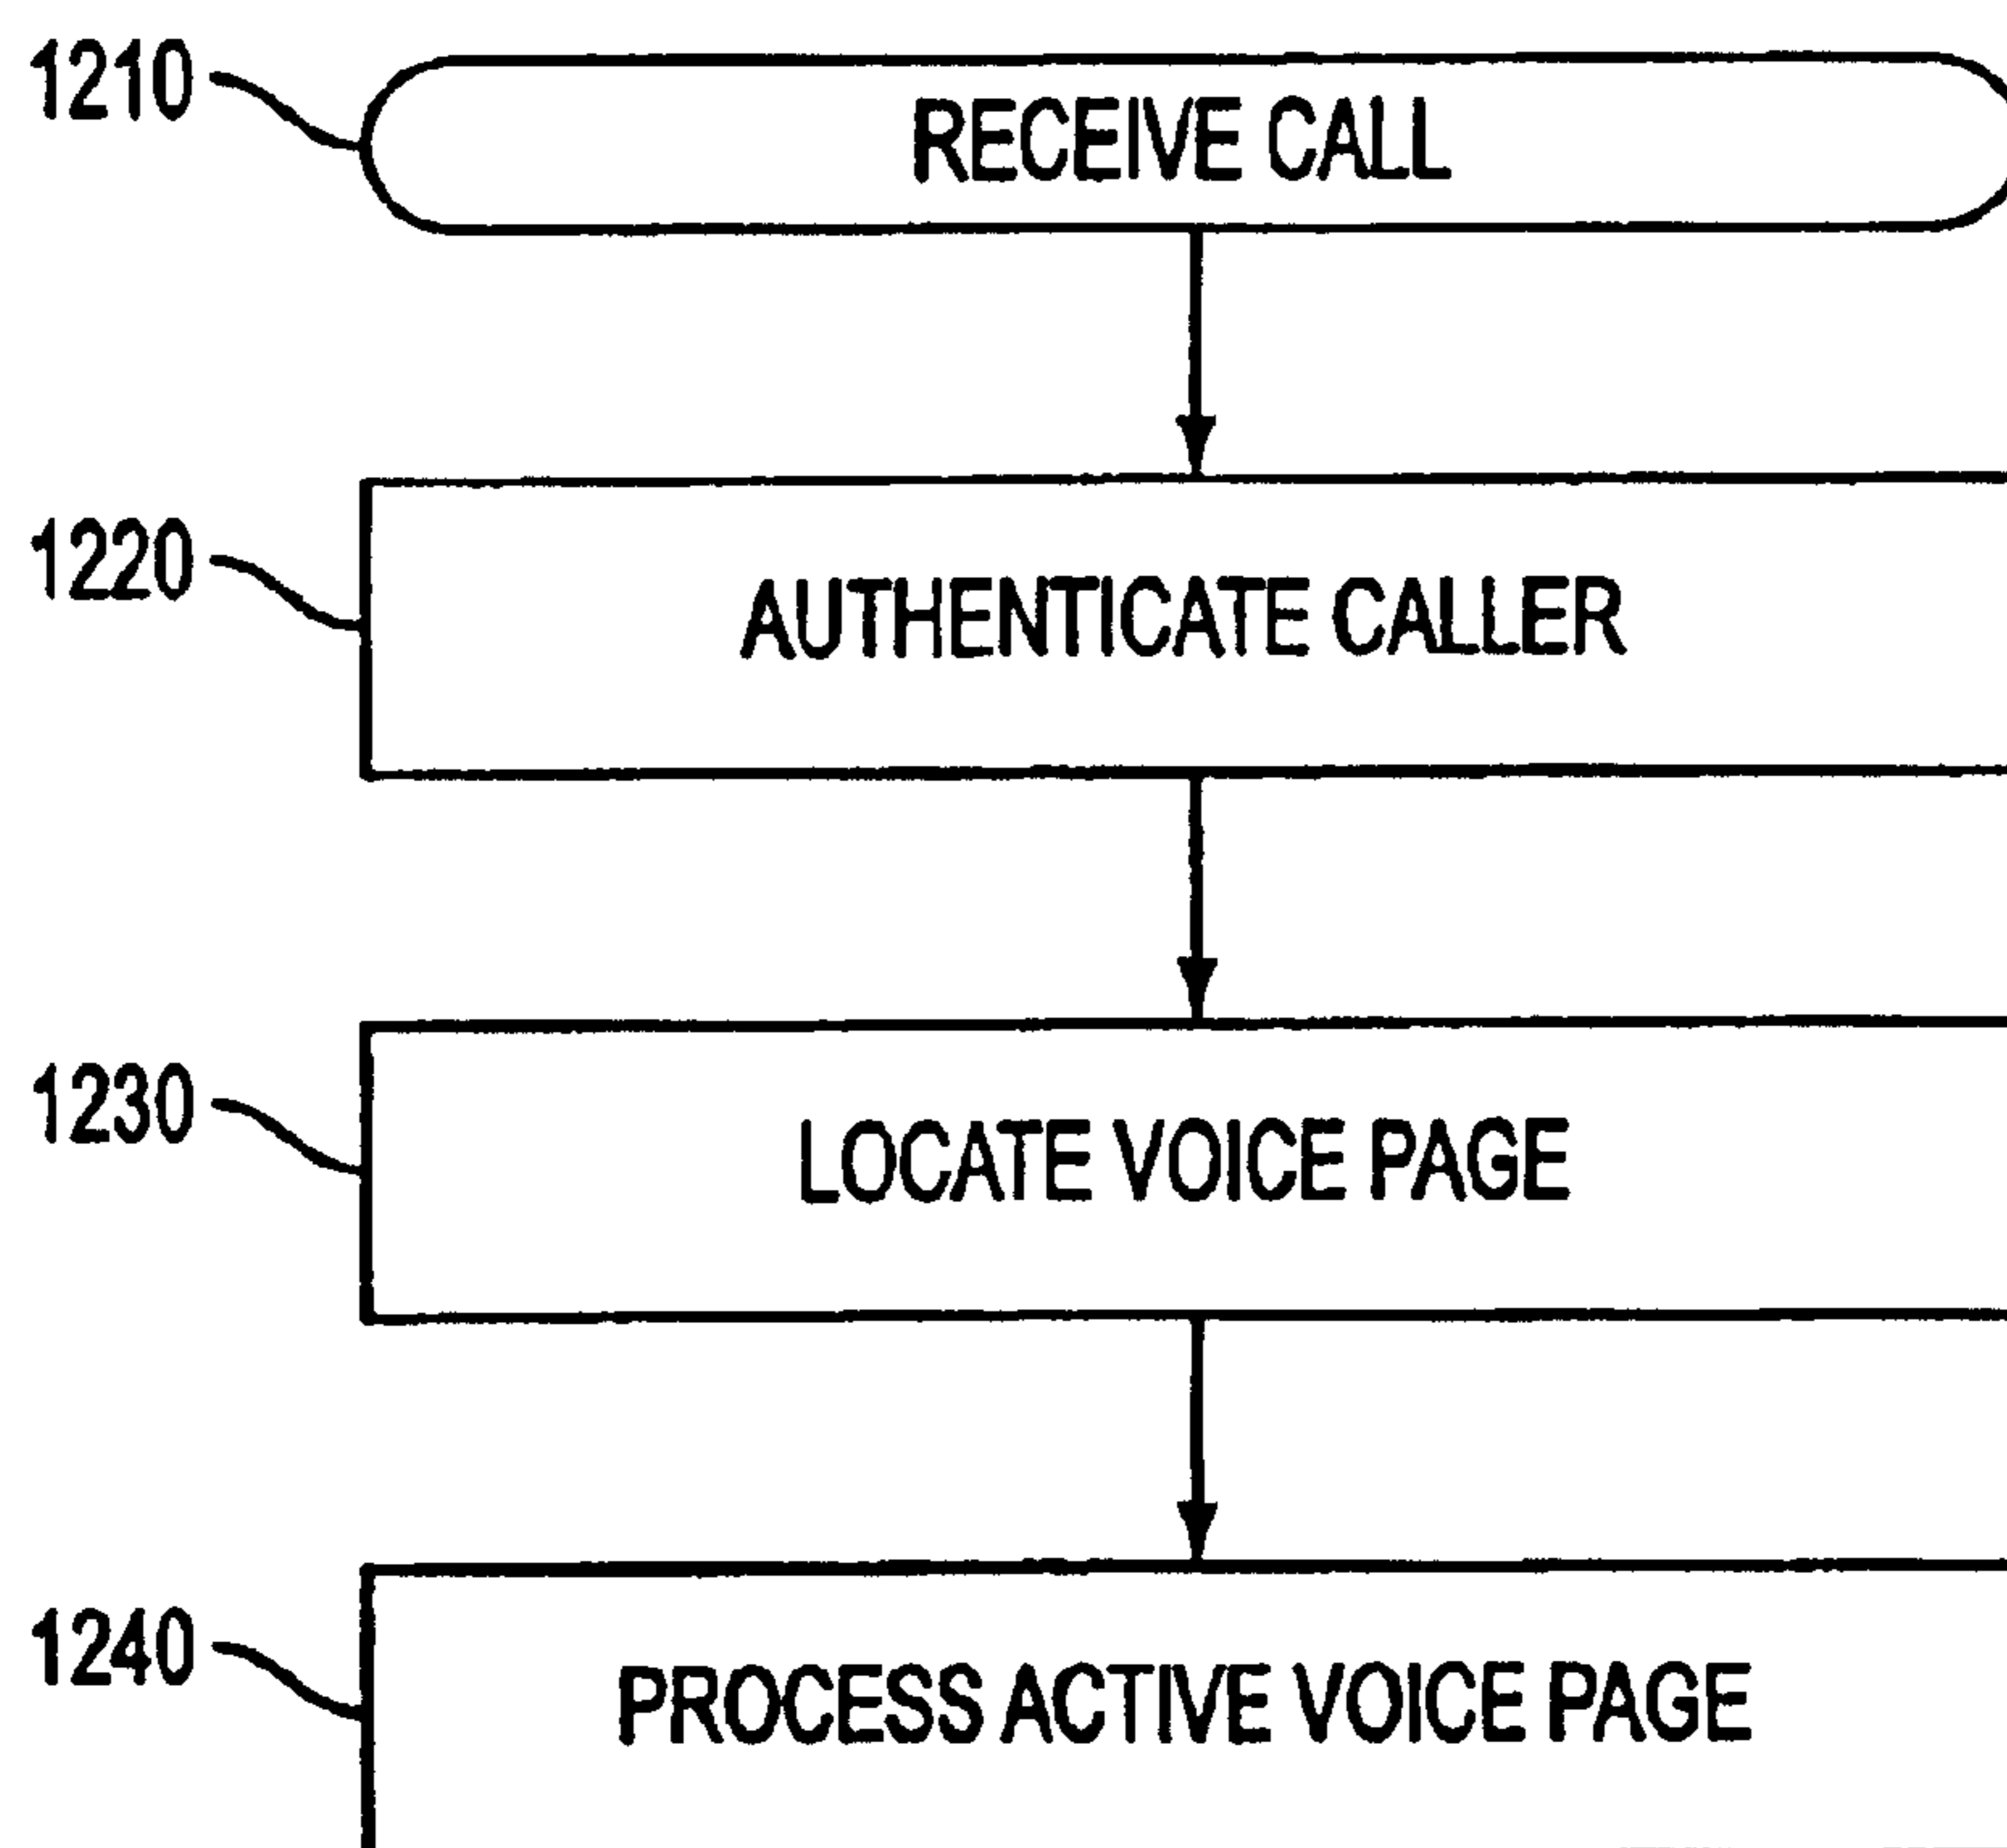 1210
RECEIVE CALL
1220
AUTHENTICATE CALLER
1230
LOCATE VOICE PAGE
1240
PROCESS ACTIVE VOICE PAGE